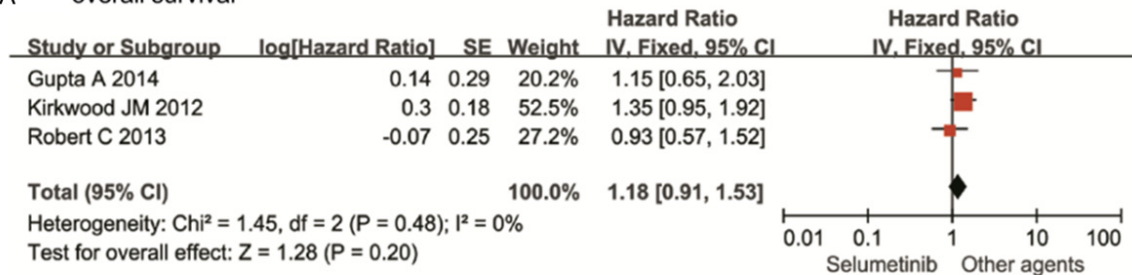 overall survival
Hazard Ratio Hazard Ratio
Study or Subgroup log[Hazard Ratio] SE Weight IV, Fixed, 95% CI IV, Fixed, 95% CI
Gupta A 2014 0.14 0.29 20.2% 1.15 [0.65, 2.03]
Kirkwood JM 2012 0.3 0.18 52.5% 1.35 [0.95, 1.92]
Robert C 2013 -0.07 0.25 27.2% 0.93 [0.57, 1.52]
Total (95% CI) 100.0% 1.18 [0.91, 1.53]
Heterogeneity: Chi² = 1.45, df = 2 (P = 0.48); I² = 0%
Test for overall effect: Z = 1.28 (P = 0.20)
0.01 0.1 1 10 100
Selumetinib Other agents